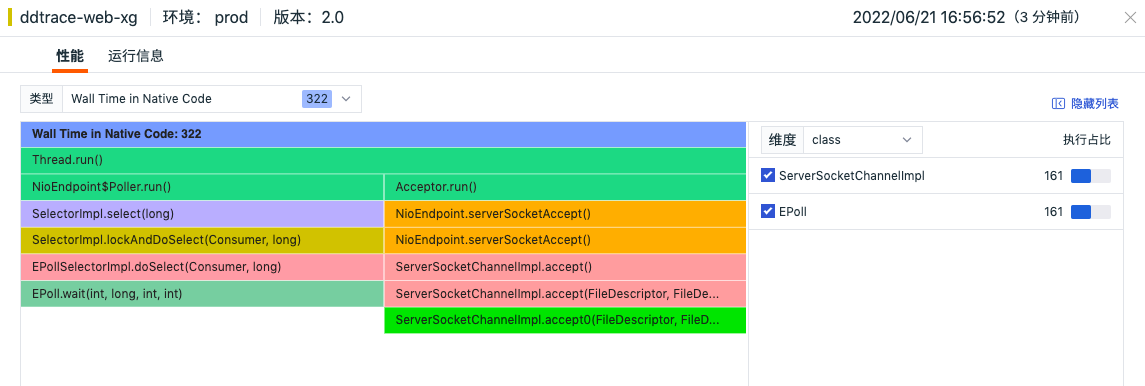 ddtrace-web-xg 环境： prod 版本：2.0 2022/06/21 16:56:52（3 分钟前）
性能 运行信息
类型 Wall Time in Native Code 322
隐藏列表
Wall Time in Native Code: 322
Thread.run()
NioEndpoint$Poller.run() Acceptor.run()
SelectorImpl.select(long) NioEndpoint.serverSocketAccept()
SelectorImpl.lockAndDoSelect(Consumer, long) NioEndpoint.serverSocketAccept()
EPollSelectorImpl.doSelect(Consumer, long) ServerSocketChannelImpl.accept()
EPoll.wait(int, long, int, int) ServerSocketChannelImpl.accept(FileDescriptor, FileDe...
ServerSocketChannelImpl.accept0(FileDescriptor, FileD...
维度 class 执行占比
ServerSocketChannelImpl 161
EPoll 161